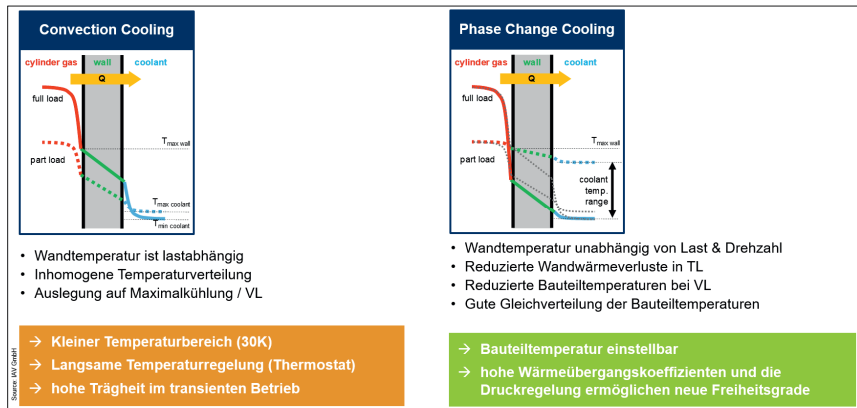 Convection Cooling
cylinder gas wall coolant
Q
full load
T max wall
part load
T max coolant
T min coolant
• Wandtemperatur ist lastabhängig
• Inhomogene Temperaturverteilung
• Auslegung auf Maximalkühlung / VL
→ Kleiner Temperaturbereich (30K)
→ Langsame Temperaturregelung (Thermostat)
→ hohe Trägheit im transienten Betrieb
Phase Change Cooling
cylinder gas wall coolant
Q
full load
T max wall
part load
coolant
temp.
range
• Wandtemperatur unabhängig von Last & Drehzahl
• Reduzierte Wandwärmeverluste in TL
• Reduzierte Bauteiltemperaturen bei VL
• Gute Gleichverteilung der Bauteiltemperaturen
→ Bauteiltemperatur einstellbar
→ hohe Wärmeübergangskoeffizienten und die
Druckregelung ermöglichen neue Freiheitsgrade
Source: IAV GmbH